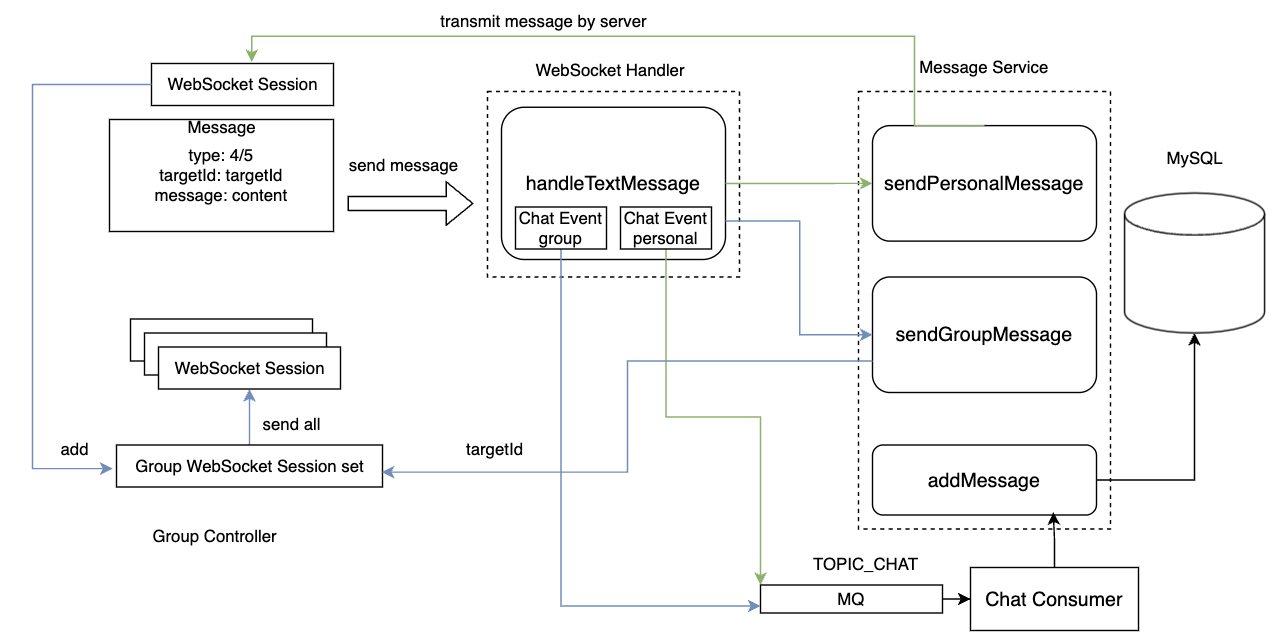 transmit message by server
WebSocket Session
WebSocket Handler
Message Service
Message
type: 4/5
targetId: targetId
message: content
send message
handleTextMessage
Chat Event
group
Chat Event
personal
sendPersonalMessage
MySQL
sendGroupMessage
WebSocket Session
send all
add
Group WebSocket Session set
targetId
addMessage
Group Controller
TOPIC_CHAT
MQ
Chat Consumer